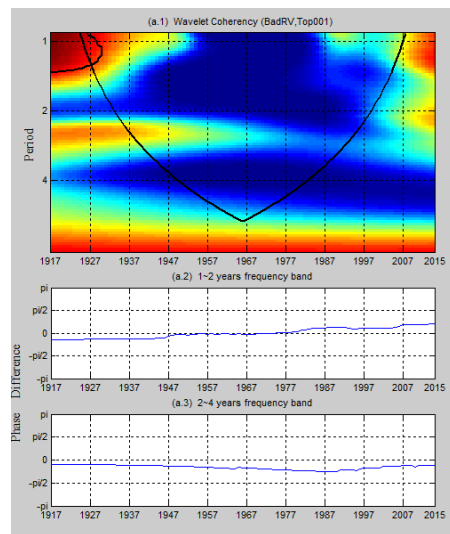 (a.1) Wavelet Coherency (BadRV,Top001)
1
2
4
Period
1917 1927 1937 1947 1957 1967 1977 1987 1997 2007 2015
(a.2) 1~2 years frequency band
pi
pi/2
0
-pi/2
-pi
1917 1927 1937 1947 1957 1967 1977 1987 1997 2007 2015
(a.3) 2~4 years frequency band
pi
pi/2
0
-pi/2
-pi
1917 1927 1937 1947 1957 1967 1977 1987 1997 2007 2015
Phase Difference